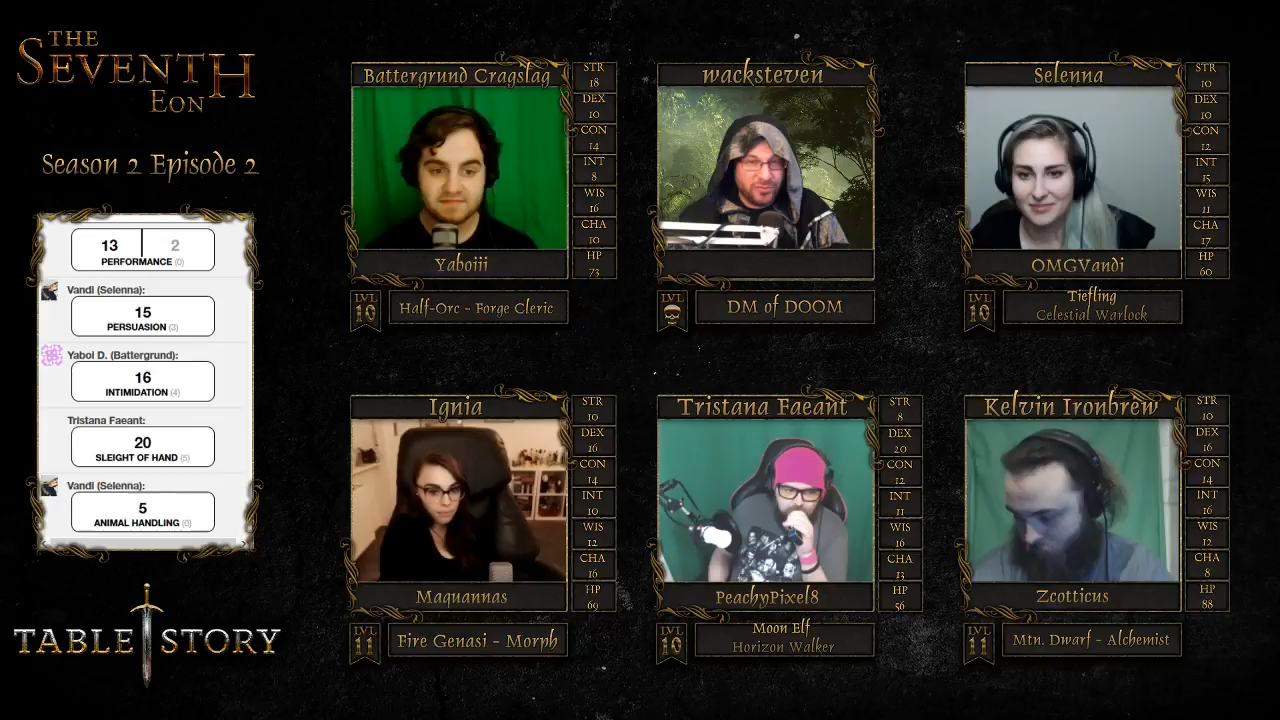 THE
SEVENTH
EON
Season 2 Episode 2
13 2
PERFORMANCE (0)
Vandi (Selenna):
15
PERSUASION (3)
Yaboi D. (Battergrund):
16
INTIMIDATION (4)
Tristana Faeant:
20
SLEIGHT OF HAND (5)
Vandi (Selenna):
5
ANIMAL HANDLING (0)
TABLE STORY
Battergrund Cragslag
STR
18
DEX
10
CON
14
INT
8
WIS
16
CHA
10
HP
73
Yaboiii
LVL
10
Half-Orc - Forge Cleric
wacksteven
LVL
DM of DOOM
Selenna
STR
10
DEX
10
CON
12
INT
15
WIS
11
CHA
17
HP
60
OMGVandi
LVL
10
Tiefling
Celestial Warlock
Ignia
STR
10
DEX
16
CON
14
INT
10
WIS
12
CHA
16
HP
69
Maquannas
LVL
11
Fire Genasi - Morph
Tristana Faeant
STR
8
DEX
20
CON
12
INT
11
WIS
16
CHA
13
HP
56
PeachyPixel8
LVL
10
Moon Elf
Horizon Walker
Kelvin Ironbrew
STR
10
DEX
16
CON
14
INT
16
WIS
12
CHA
8
HP
88
Zcotticus
LVL
11
Mtn. Dwarf - Alchemist